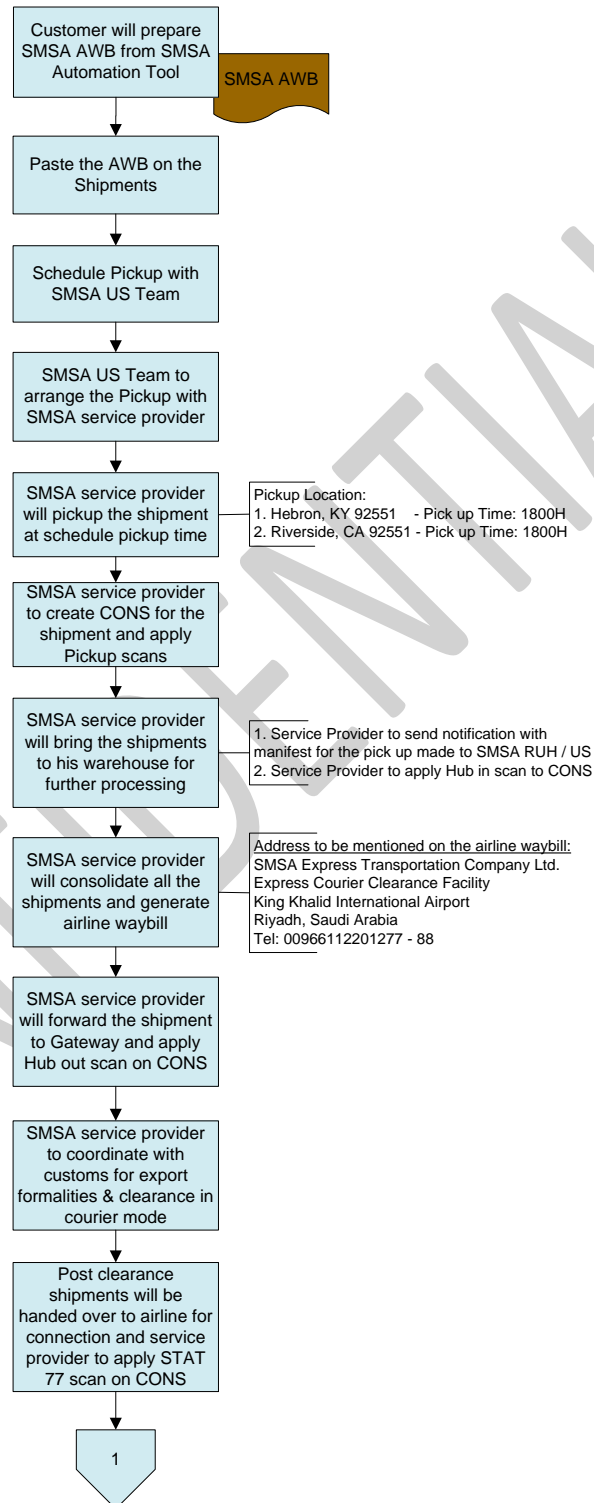 Customer will prepare
SMSA AWB from SMSA
Automation Tool
SMSA AWB
Paste the AWB on the
Shipments
Schedule Pickup with
SMSA US Team
SMSA US Team to
arrange the Pickup with
SMSA service provider
SMSA service provider
will pickup the shipment
at schedule pickup time
Pickup Location:
1. Hebron, KY 92551 - Pick up Time: 1800H
2. Riverside, CA 92551 - Pick up Time: 1800H
SMSA service provider
to create CONS for the
shipment and apply
Pickup scans
SMSA service provider
will bring the shipments
to his warehouse for
further processing
1. Service Provider to send notification with
manifest for the pick up made to SMSA RUH / US
2. Service Provider to apply Hub in scan to CONS
SMSA service provider
will consolidate all the
shipments and generate
airline waybill
Address to be mentioned on the airline waybill:
SMSA Express Transportation Company Ltd.
Express Courier Clearance Facility
King Khalid International Airport
Riyadh, Saudi Arabia
Tel: 00966112201277 - 88
SMSA service provider
will forward the shipment
to Gateway and apply
Hub out scan on CONS
SMSA service provider
to coordinate with
customs for export
formalities & clearance in
courier mode
Post clearance
shipments will be
handed over to airline for
connection and service
provider to apply STAT
77 scan on CONS
1